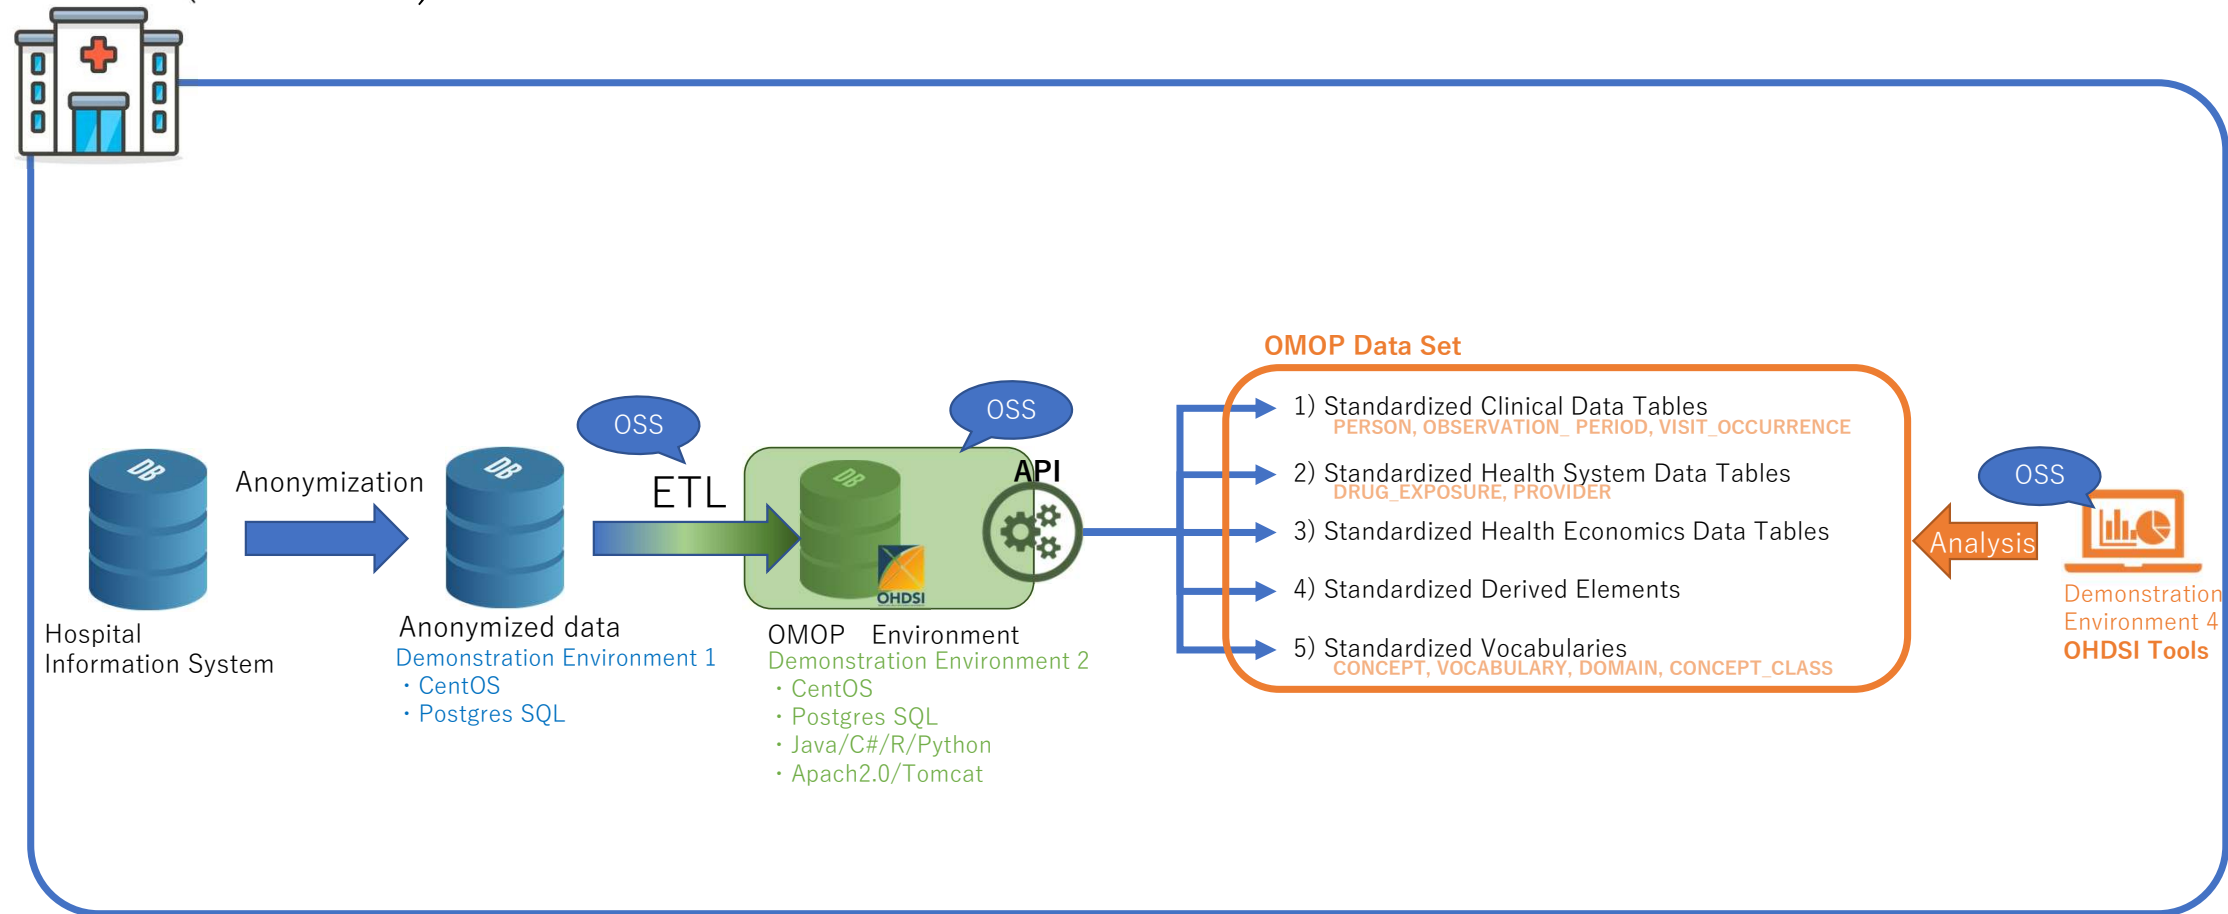 OMOP Data Set
OSS
OSS
1) Standardized Clinical Data Tables
PERSON, OBSERVATION_ PERIOD, VISIT_OCCURRENCE
DB
DB
DB
Anonymization
ETL
API
2) Standardized Health System Data Tables
DRUG_EXPOSURE, PROVIDER
OSS
3) Standardized Health Economics Data Tables
Analysis
OHDSI
4) Standardized Derived Elements
Demonstration
Environment 4
OHDSI Tools
Hospital
Information System
Anonymized data
Demonstration Environment 1
・CentOS
・Postgres SQL
OMOP　Environment
Demonstration Environment 2
・CentOS
・Postgres SQL
・Java/C#/R/Python
・Apach2.0/Tomcat
5) Standardized Vocabularies
CONCEPT, VOCABULARY, DOMAIN, CONCEPT_CLASS